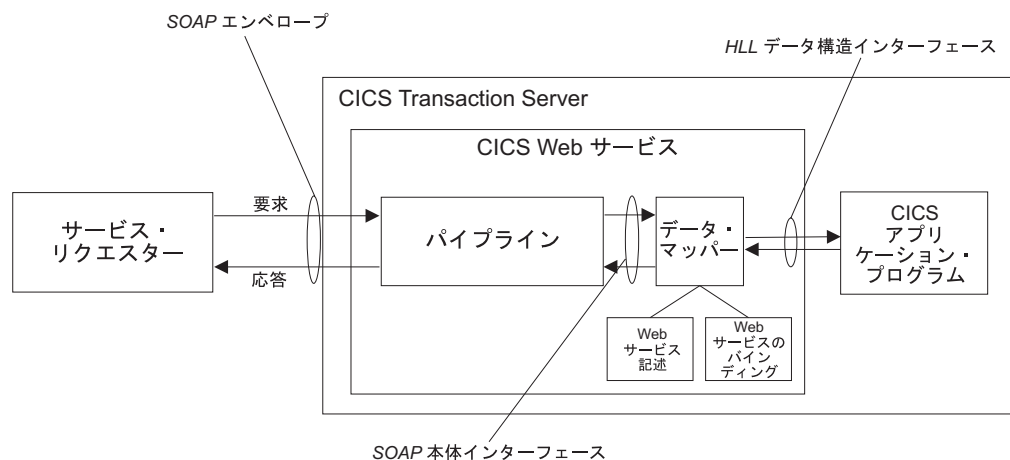 SOAP エンベロープ
HLL データ構造インターフェース
CICS Transaction Server
CICS Web サービス
サービス・
リクエスター
要求
応答
パイプライン
データ・
マッパー
CICS
アプリ
ケーション・
プログラム
Web
サービス
記述
Web
サービスの
バイン
ディング
SOAP 本体インターフェース